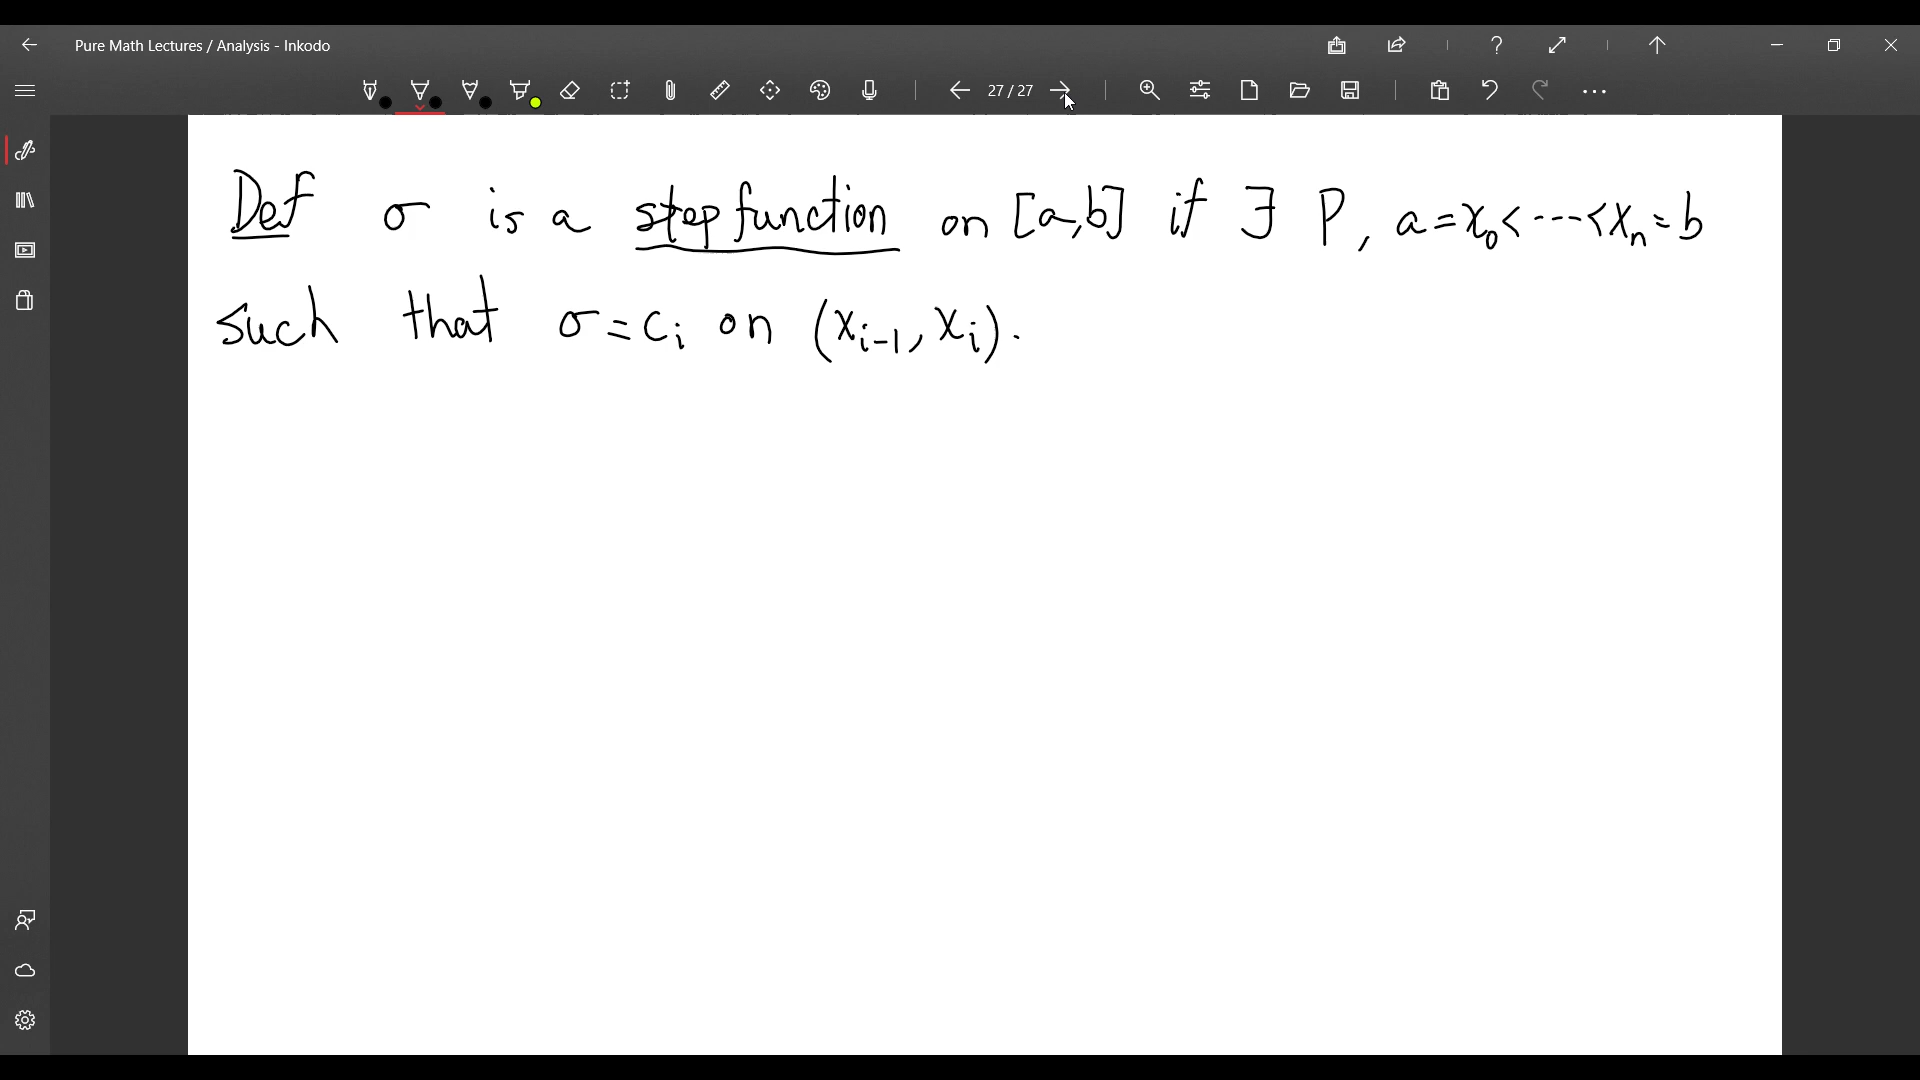 Pure Math Lectures / Analysis - Inkodo
27 / 27
Def σ is a step function on [a,b] if ∃ P, a = x₀ < ··· < xₙ = b
such that σ = cᵢ on (xᵢ₋₁, xᵢ).